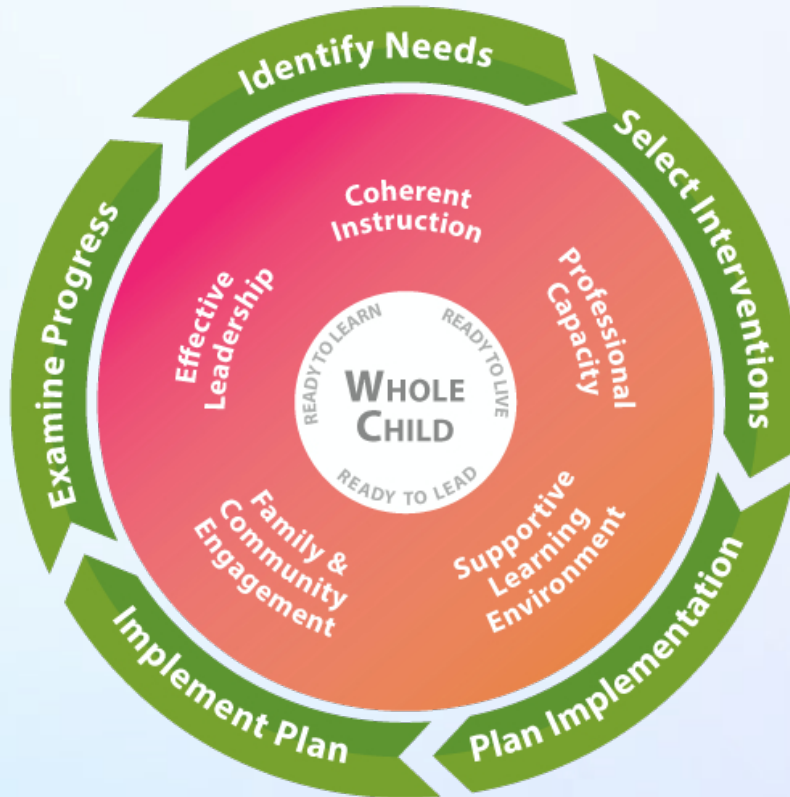 Identify Needs
Select Interventions
Plan Implementation
Implement Plan
Examine Progress
Coherent
Instruction
Professional
Capacity
Supportive
Learning
Environment
Family &
Community
Engagement
Effective
Leadership
READY TO LEARN
READY TO LIVE
READY TO LEAD
WHOLE
CHILD